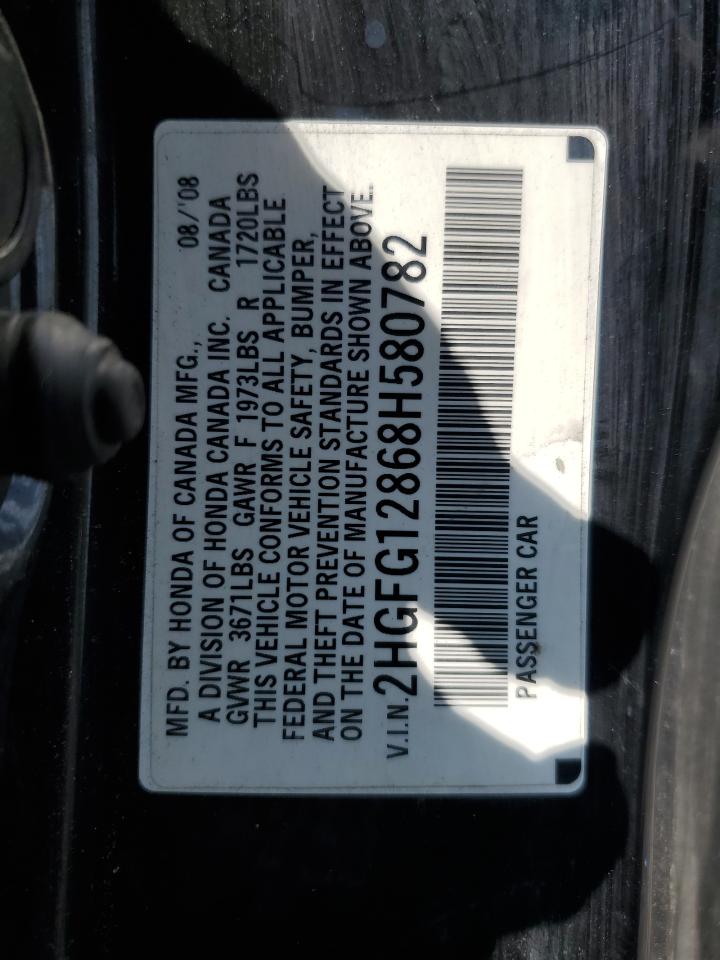 MFD. BY HONDA OF CANADA MFG., '08/'08
A DIVISION OF HONDA CANADA INC. CANADA
GVWR 3671LBS GAWR F 1973LBS R 1720LBS
THIS VEHICLE CONFORMS TO ALL APPLICABLE
FEDERAL MOTOR VEHICLE SAFETY, BUMPER,
AND THEFT PREVENTION STANDARDS IN EFFECT
ON THE DATE OF MANUFACTURE SHOWN ABOVE.
V.I.N. 2HGFG12868H580782
PASSENGER CAR